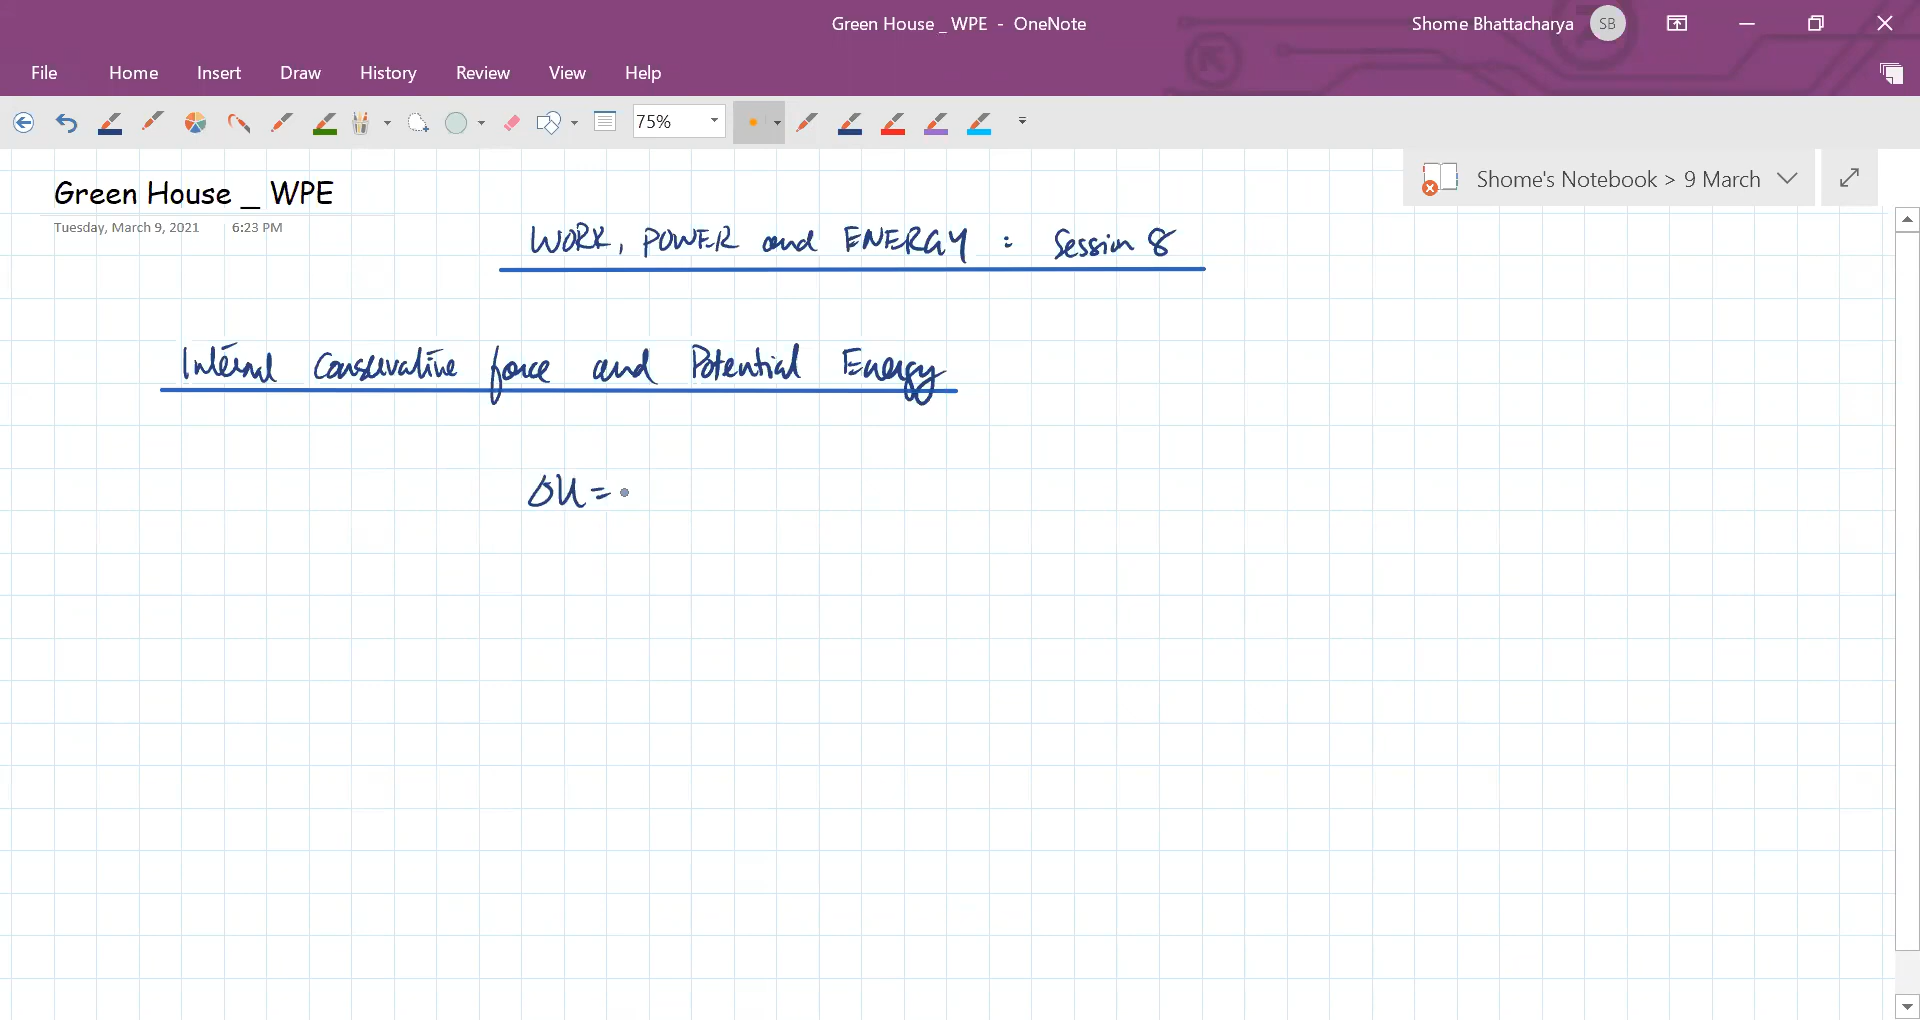 Green House _ WPE - OneNote
Shome Bhattacharya SB
File Home Insert Draw History Review View Help
75%
Shome's Notebook > 9 March
Green House _ WPE
Tuesday, March 9, 2021 6:23 PM
WORK, POWER and ENERGY : Session 8
Internal Conservative force and Potential Energy
ΔU =